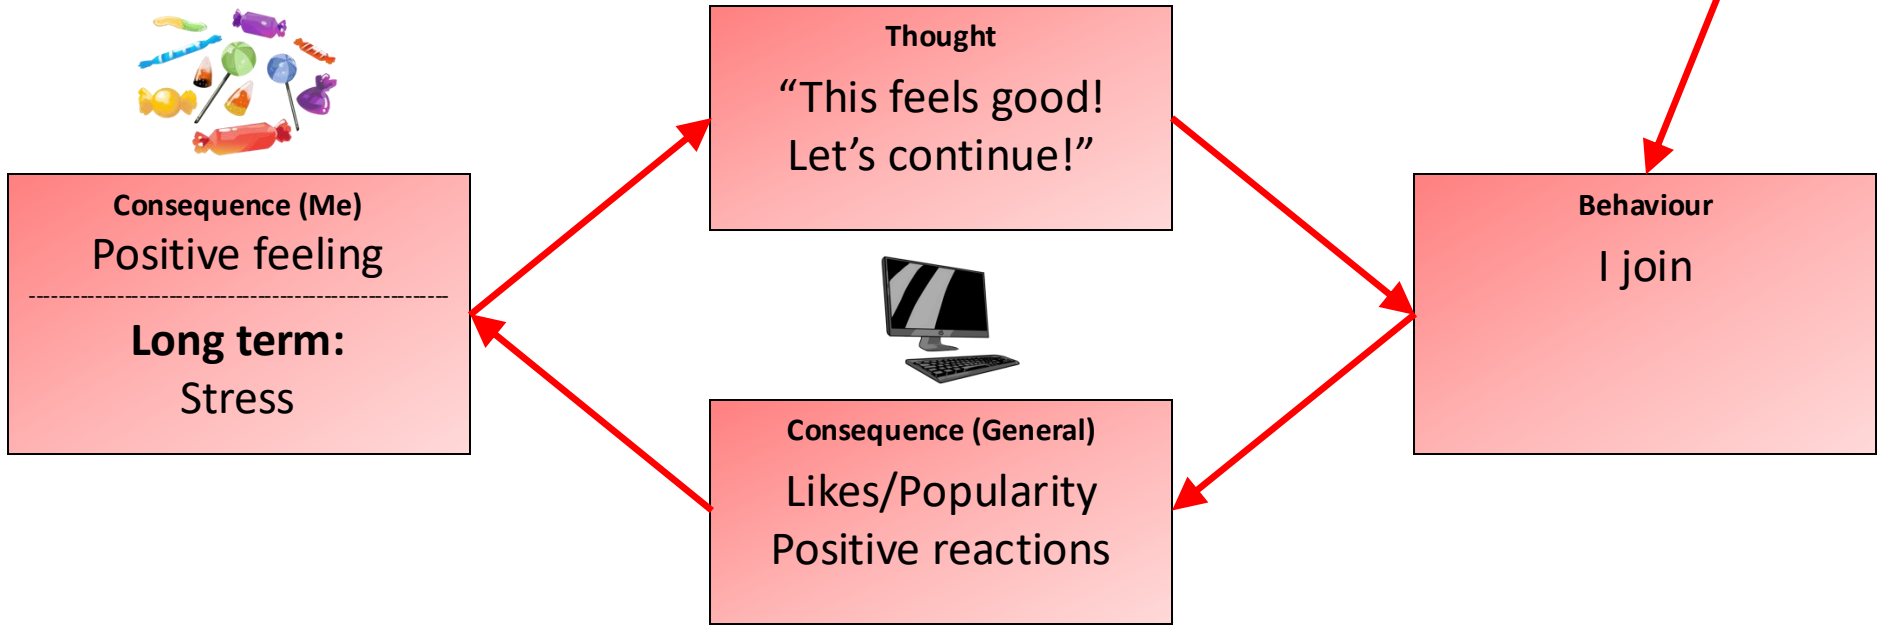 Thought
“This feels good!
Let’s continue!”
Consequence (Me)
Positive feeling
Long term:
Stress
Behaviour
I join
Consequence (General)
Likes/Popularity
Positive reactions